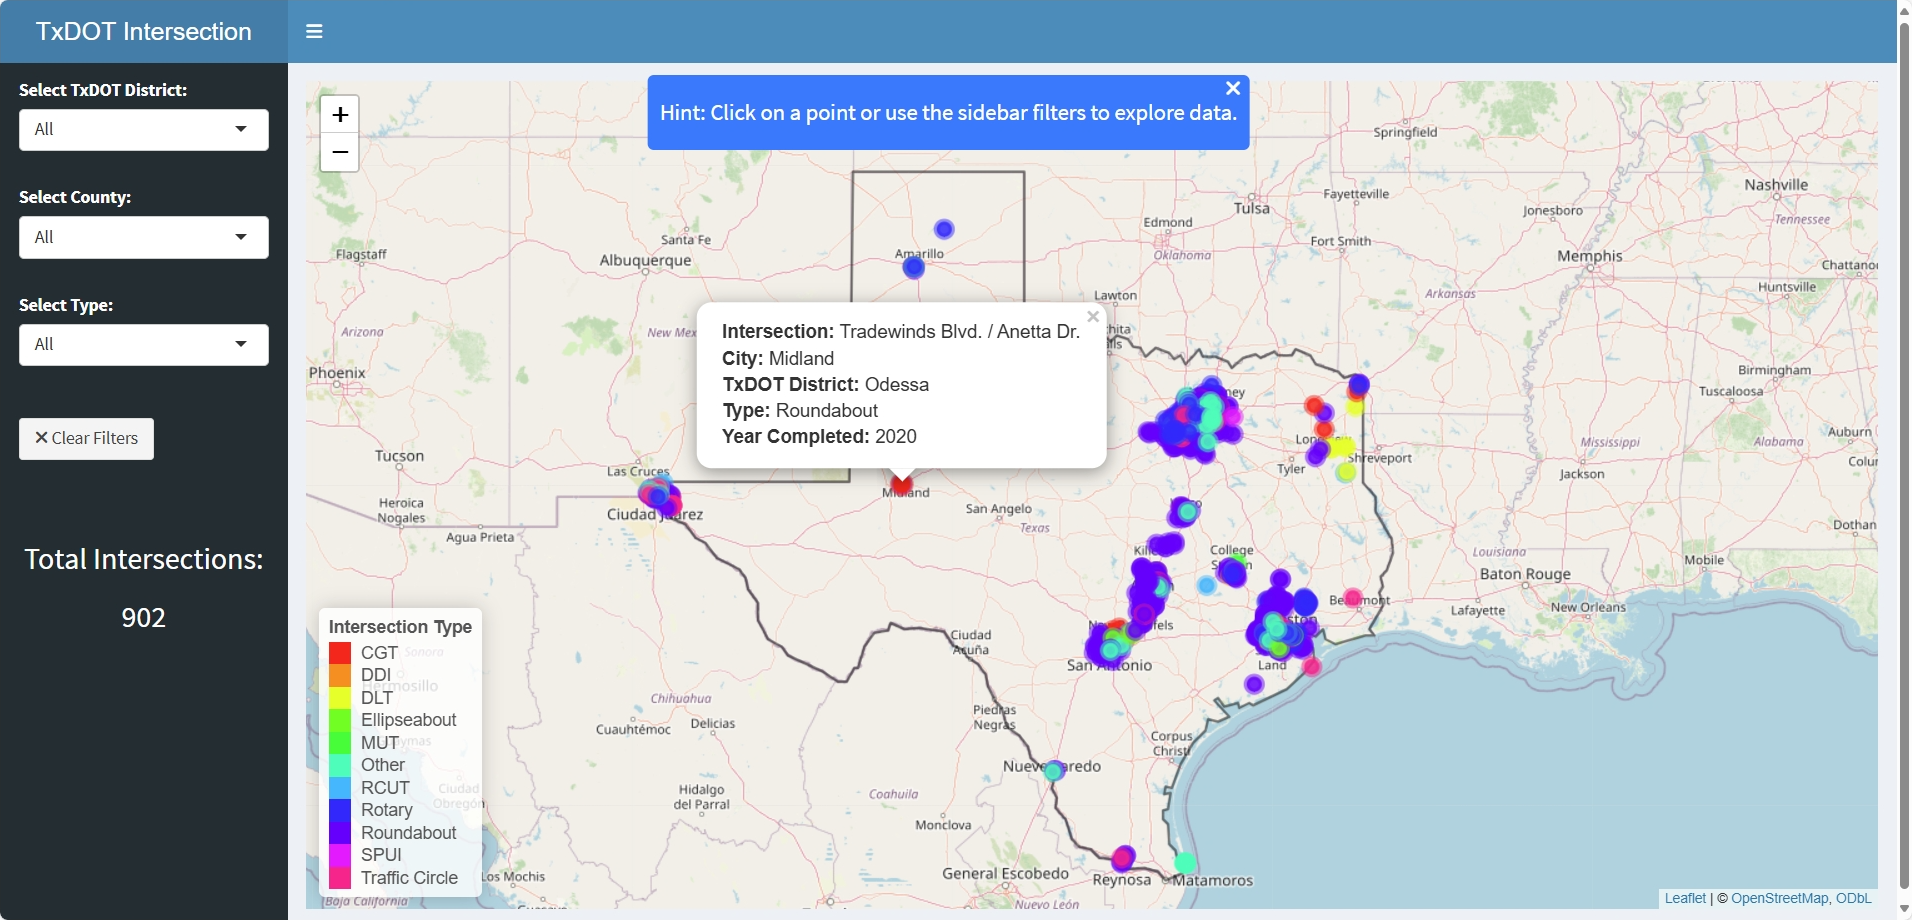 TxDOT Intersection
Select TxDOT District:
All
Select County:
All
Select Type:
All
✕ Clear Filters
Total Intersections:
902
+
−
Hint: Click on a point or use the sidebar filters to explore data.
×
Springfield
Nashville
Tennessee
Fayetteville
Jonesboro
Tulsa
Edmond
Oklahoma
Fort Smith
Memphis
Chattano
Huntsville
Arkansas
Santa Fe
Albuquerque
Flagstaff
Amarillo
Lawton
Arizona
New Mex
Phoenix
Birmingham
Tuscaloosa
×
Intersection: Tradewinds Blvd. / Anetta Dr.
City: Midland
TxDOT District: Odessa
Type: Roundabout
Year Completed: 2020
Mississippi
Alabama
Auburn
Colu
Tyler
Shreveport
Jackson
Tucson
Las Cruces
Midland
Heroica
Nogales
Ciudad Juárez
San Angelo
Texas
Agua Prieta
Dothan
College
Louisiana
Mobile
Baton Rouge
Lafayette
New Orleans
Beaumont
San Antonio
Land
Ciudad
Acuña
Chihuahua
Cuauhtémoc
Delicias
Piedras
Negras
Corpus
Christi
Nuevo Laredo
Hidalgo
del Parral
Coahuila
Monclova
General Escobedo
Reynosa
Matamoros
Nuevo León
Los Mochis
Baja California
Intersection Type
CGT
DDI
DLT
Ellipseabout
MUT
Other
RCUT
Rotary
Roundabout
SPUI
Traffic Circle
Sonora
Hermosillo
Ciudad
Obregón
Leaflet | © OpenStreetMap, ODbL